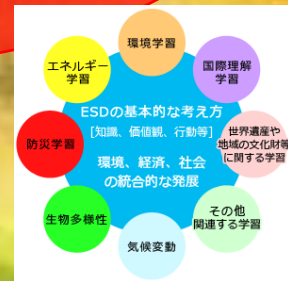 環境学習
エネルギー
学習
国際理解
学習
ESDの基本的な考え方
[知識、価値観、行動等]
環境、経済、社会
の統合的な発展
防災学習
世界遺産や
地域の文化財等
に関する学習
生物多様性
その他
関連する学習
気候変動